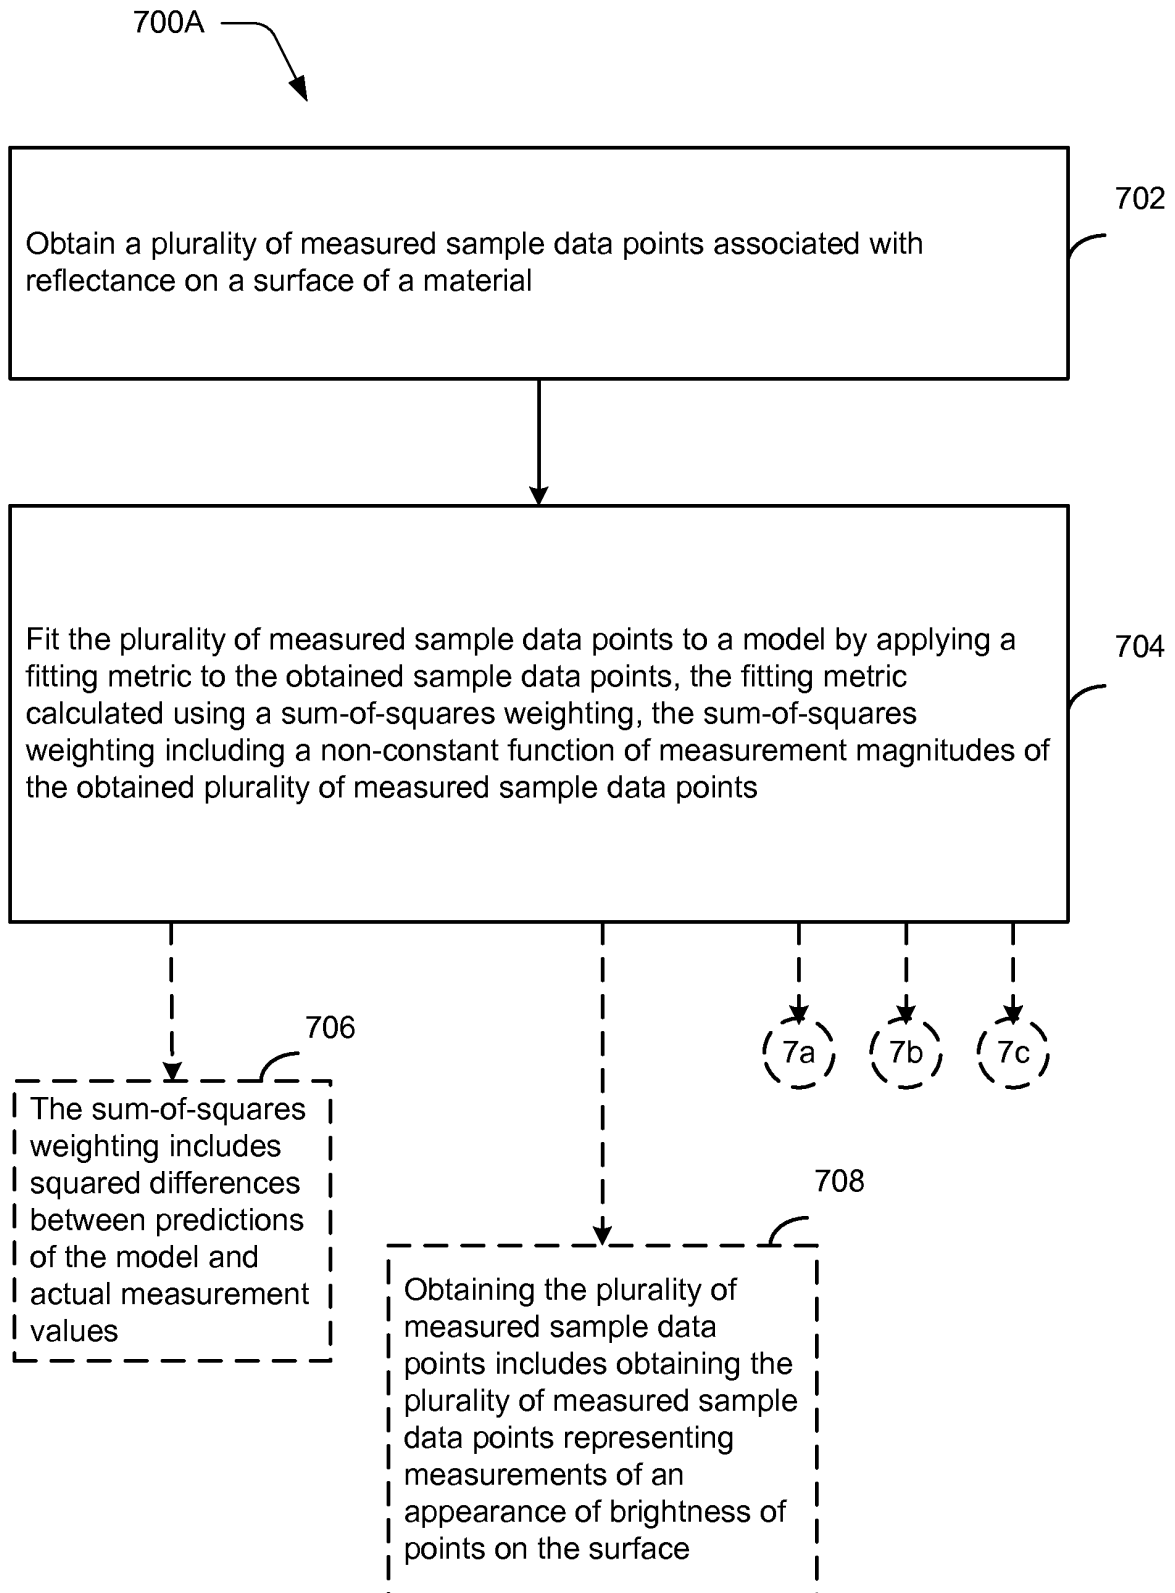 700A
702
Obtain a plurality of measured sample data points associated with
reflectance on a surface of a material
704
Fit the plurality of measured sample data points to a model by applying a
fitting metric to the obtained sample data points, the fitting metric
calculated using a sum-of-squares weighting, the sum-of-squares
weighting including a non-constant function of measurement magnitudes of
the obtained plurality of measured sample data points
706
7a
7b
7c
The sum-of-squares
weighting includes
squared differences
between predictions
of the model and
actual measurement
values
708
Obtaining the plurality of
measured sample data
points includes obtaining the
plurality of measured sample
data points representing
measurements of an
appearance of brightness of
points on the surface